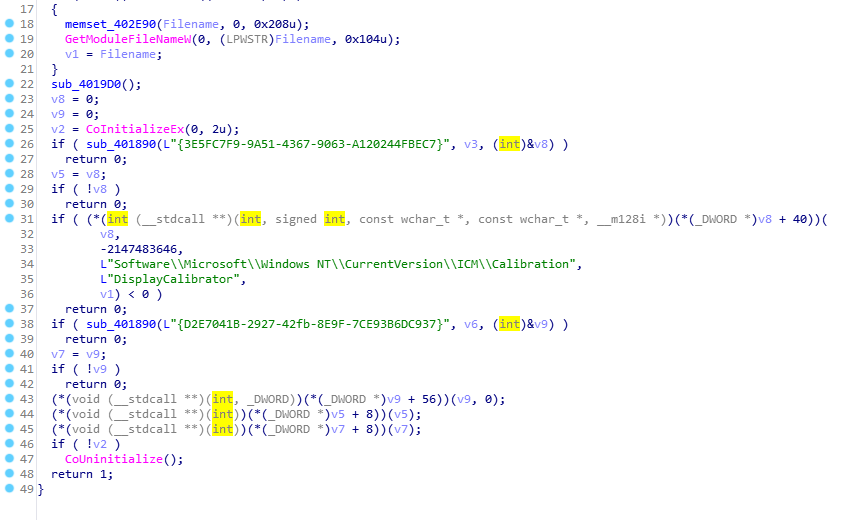 17 {
18 memset_402E90(Filename, 0, 0x208u);
19 GetModuleFileNameW(0, (LPWSTR)Filename, 0x104u);
20 v1 = Filename;
21 }
22 sub_4019D0();
23 v8 = 0;
24 v9 = 0;
25 v2 = CoInitializeEx(0, 2u);
26 if ( sub_401890(L"{3E5FC7F9-9A51-4367-9063-A120244FBEC7}", v3, (int)&v8) )
27 return 0;
28 v5 = v8;
29 if ( !v8 )
30 return 0;
31 if ( (*(int (__stdcall **)(int, signed int, const wchar_t *, const wchar_t *, __m128i *))(*(_DWORD *)v8 + 40))(
32 v8,
33 -2147483646,
34 L"Software\\Microsoft\\Windows NT\\CurrentVersion\\ICM\\Calibration",
35 L"DisplayCalibrator",
36 v1) < 0 )
37 return 0;
38 if ( sub_401890(L"{D2E7041B-2927-42fb-8E9F-7CE93B6DC937}", v6, (int)&v9) )
39 return 0;
40 v7 = v9;
41 if ( !v9 )
42 return 0;
43 (*(void (__stdcall **)(int, _DWORD))(*(_DWORD *)v9 + 56))(v9, 0);
44 (*(void (__stdcall **)(int))(*(_DWORD *)v5 + 8))(v5);
45 (*(void (__stdcall **)(int))(*(_DWORD *)v7 + 8))(v7);
46 if ( !v2 )
47 CoUninitialize();
48 return 1;
49 }